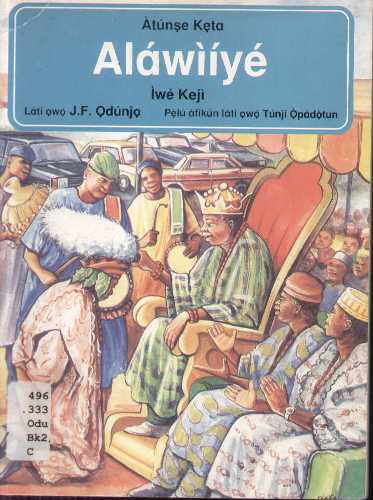 Àtúnṣe Kẹta
Aláwìíyé
Ìwé Kejì
Láti ọwọ́ J.F. Ọdúnjọ Pẹ̀lú àfikún láti ọwọ́ Túnjí Ọ̀pádọ̀tun
496
.333
Odu
Bk2,
C